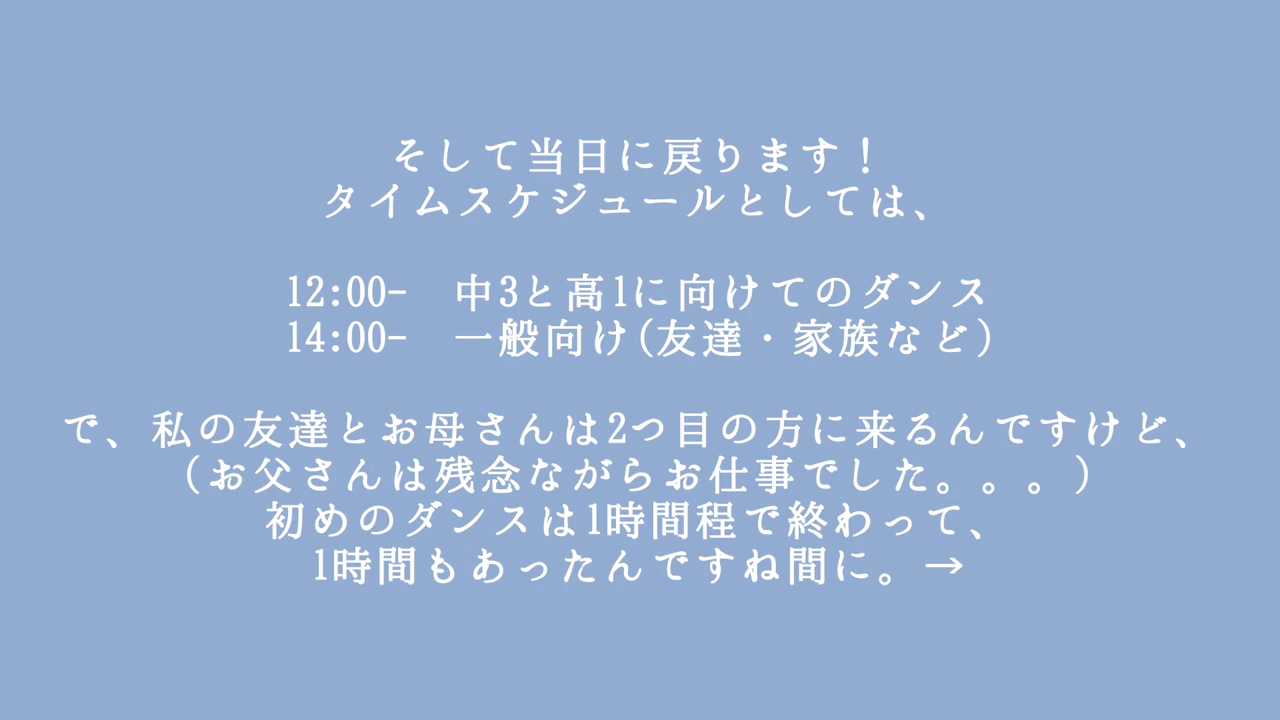 そして当日に戻ります！
タイムスケジュールとしては、
12:00-　中3と高1に向けてのダンス
14:00-　一般向け(友達・家族など)
で、私の友達とお母さんは2つ目の方に来るんですけど、
(お父さんは残念ながらお仕事でした。。。)
初めのダンスは1時間程で終わって、
1時間もあったんですね間に。→